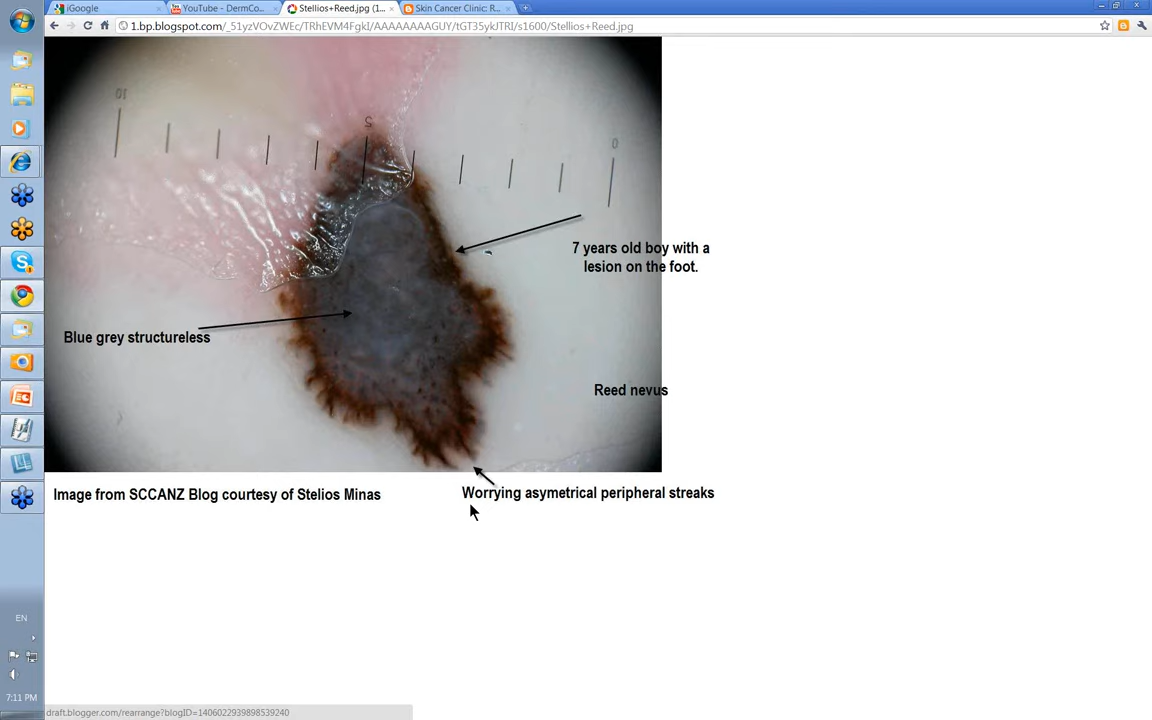 iGoogle
YouTube - DermCo...
Stellios+Reed.jpg (1...
Skin Cancer Clinic: R...
1.bp.blogspot.com/_51yzVOvZWEc/TRhEVM4FgkI/AAAAAAAAGUY/tGT35ykJTRI/s1600/Stellios+Reed.jpg
10
5
0
7 years old boy with a
lesion on the foot.
Blue grey structureless
Reed nevus
Image from SCCANZ Blog courtesy of Stelios Minas
Worrying asymetrical peripheral streaks
EN
7:11 PM
draft.blogger.com/rearrange?blogID=1406022939898539240